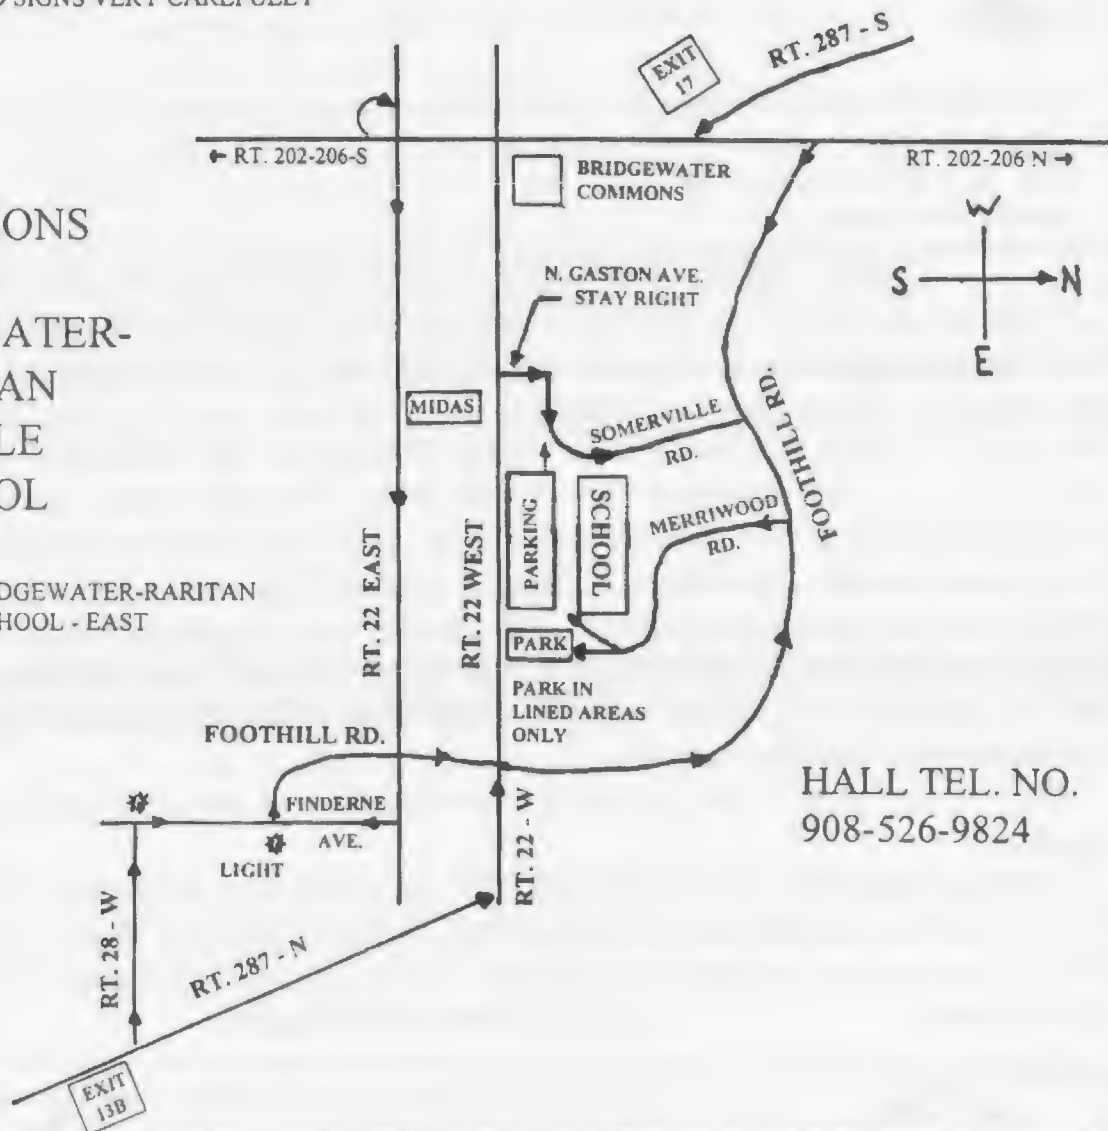 SIGNS VERY CAREFULLY
RT. 287 - S
EXIT
17
← RT. 202-206-S
RT. 202-206 N →
BRIDGEWATER
COMMONS
W
S N
E
ONS
N. GASTON AVE.
STAY RIGHT
ATER-
AN
LE
OL
MIDAS
SOMERVILLE
RD.
FOOTHILL RD.
PARKING
SCHOOL
MERRIWOOD
RD.
DGEWATER-RARITAN
HOOL - EAST
RT. 22 EAST
RT. 22 WEST
PARK
PARK IN
LINED AREAS
ONLY
FOOTHILL RD.
HALL TEL. NO.
908-526-9824
FINDERNE
AVE.
LIGHT
RT. 22 - W
RT. 28 - W
RT. 287 - N
EXIT
13B